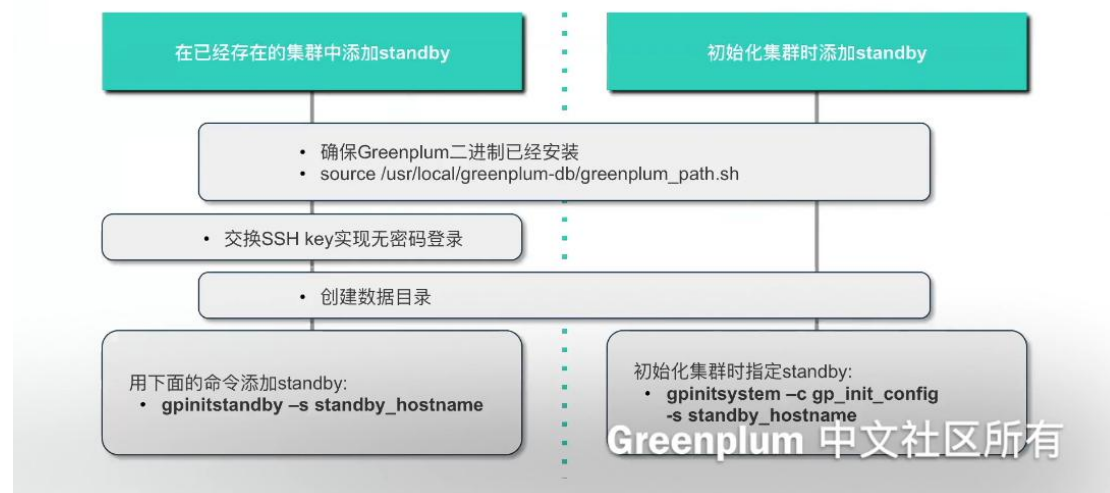 在已经存在的集群中添加standby
初始化集群时添加standby
• 确保Greenplum二进制已经安装
• source /usr/local/greenplum-db/greenplum_path.sh
• 交换SSH key实现无密码登录
• 创建数据目录
用下面的命令添加standby:
• gpinitstandby –s standby_hostname
初始化集群时指定standby:
• gpinitsystem –c gp_init_config
-s standby_hostname
Greenplum 中文社区所有